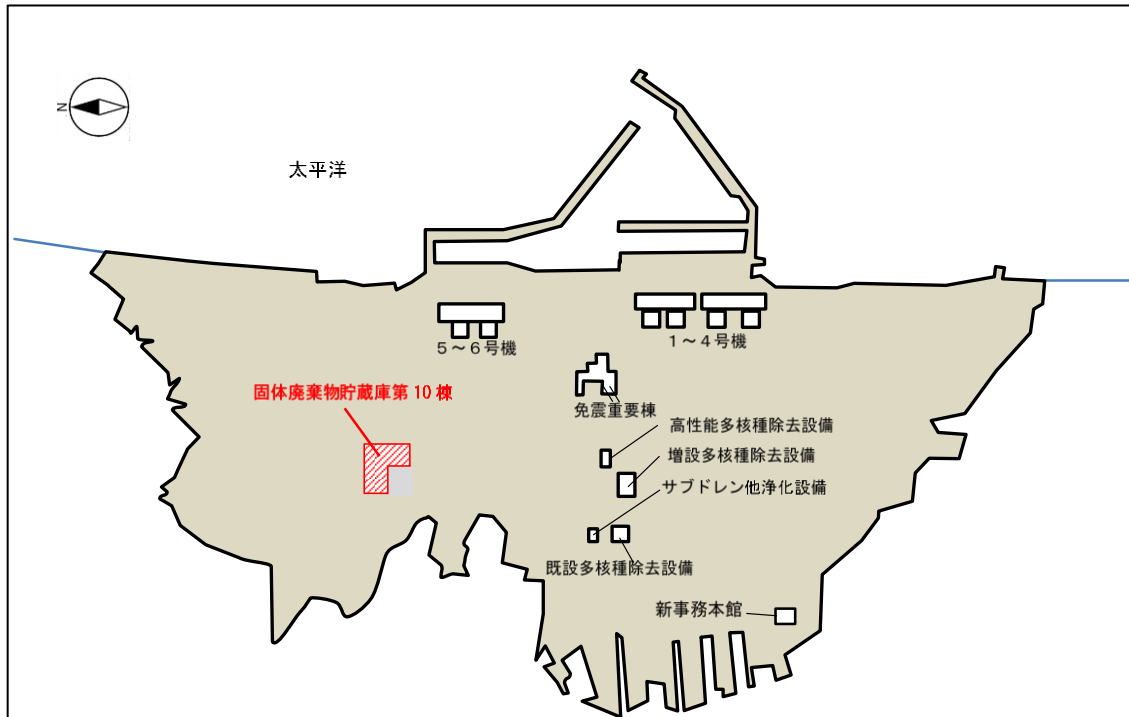 N
太平洋
5～6号機
1～4号機
固体廃棄物貯蔵庫第10棟
免震重要棟
高性能多核種除去設備
増設多核種除去設備
サブドレン他浄化設備
既設多核種除去設備
新事務本館